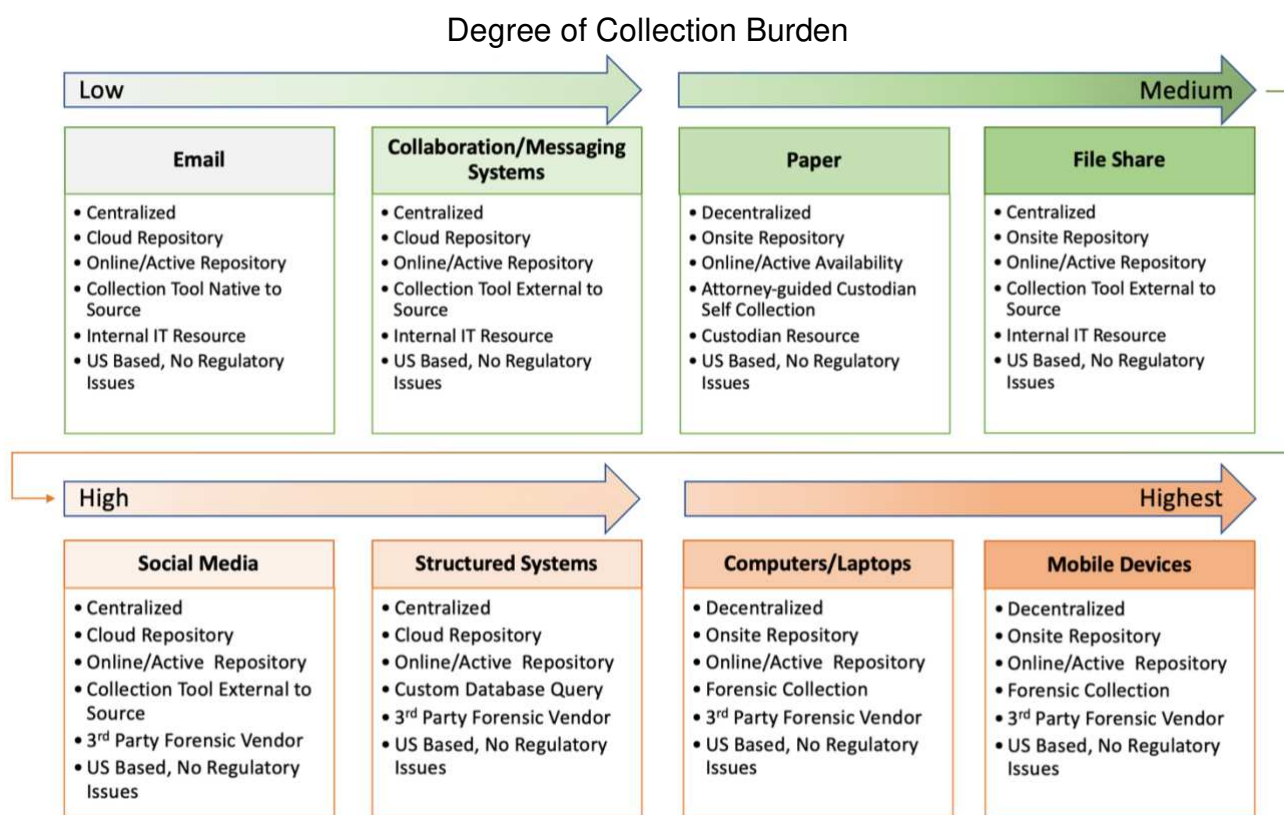 Degree of Collection Burden
Low
Medium
Email
• Centralized
• Cloud Repository
• Online/Active Repository
• Collection Tool Native to
Source
• Internal IT Resource
• US Based, No Regulatory
Issues
Collaboration/Messaging
Systems
• Centralized
• Cloud Repository
• Online/Active Repository
• Collection Tool External to
Source
• Internal IT Resource
• US Based, No Regulatory
Issues
Paper
• Decentralized
• Onsite Repository
• Online/Active Availability
• Attorney-guided Custodian
Self Collection
• Custodian Resource
• US Based, No Regulatory
Issues
File Share
• Centralized
• Onsite Repository
• Online/Active Repository
• Collection Tool External to
Source
• Internal IT Resource
• US Based, No Regulatory
Issues
High
Highest
Social Media
• Centralized
• Cloud Repository
• Online/Active Repository
• Collection Tool External to
Source
• 3rd Party Forensic Vendor
• US Based, No Regulatory
Issues
Structured Systems
• Centralized
• Cloud Repository
• Online/Active Repository
• Custom Database Query
• 3rd Party Forensic Vendor
• US Based, No Regulatory
Issues
Computers/Laptops
• Decentralized
• Onsite Repository
• Online/Active Repository
• Forensic Collection
• 3rd Party Forensic Vendor
• US Based, No Regulatory
Issues
Mobile Devices
• Decentralized
• Onsite Repository
• Online/Active Repository
• Forensic Collection
• 3rd Party Forensic Vendor
• US Based, No Regulatory
Issues